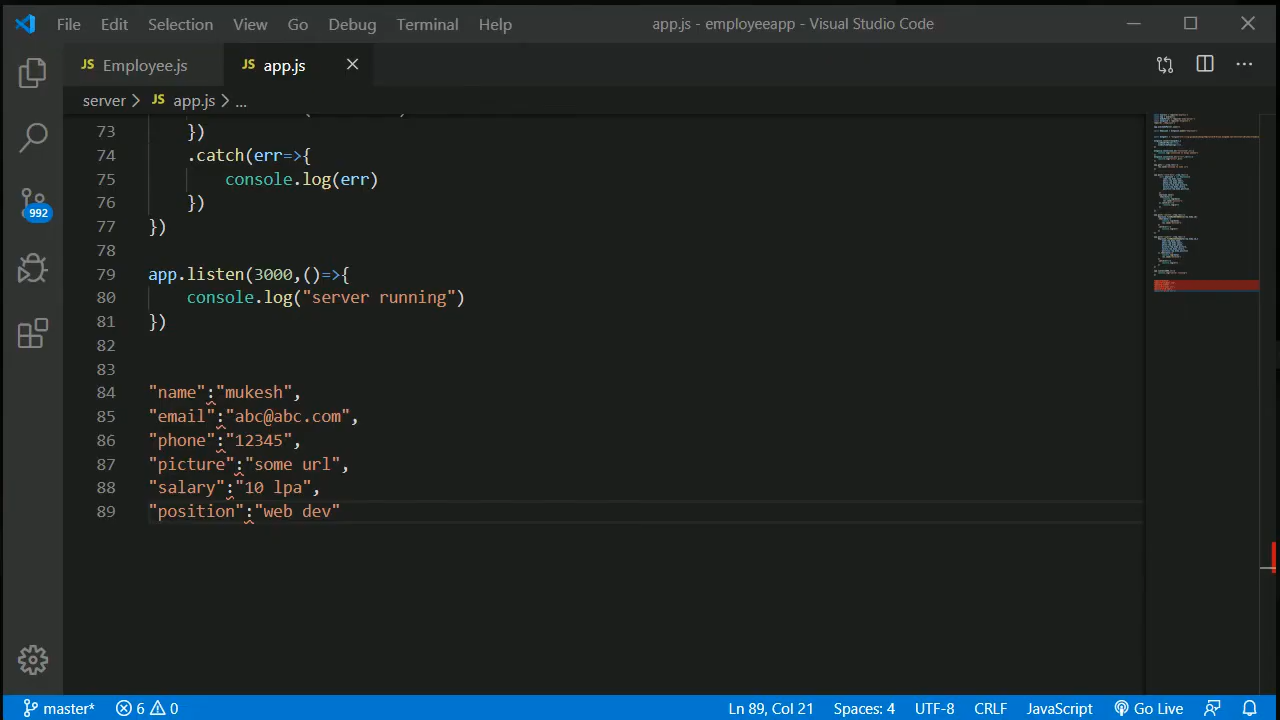 File Edit Selection View Go Debug Terminal Help app.js - employeeapp - Visual Studio Code
JS Employee.js JS app.js
server > JS app.js > ...
73 })
74 .catch(err=>{
75 console.log(err)
76 })
77 })
78
79 app.listen(3000,()=>{
80 console.log("server running")
81 })
82
83
84 "name":"mukesh",
85 "email":"abc@abc.com",
86 "phone":"12345",
87 "picture":"some url",
88 "salary":"10 lpa",
89 "position":"web dev"
992
master* 6 0 Ln 89, Col 21 Spaces: 4 UTF-8 CRLF JavaScript Go Live